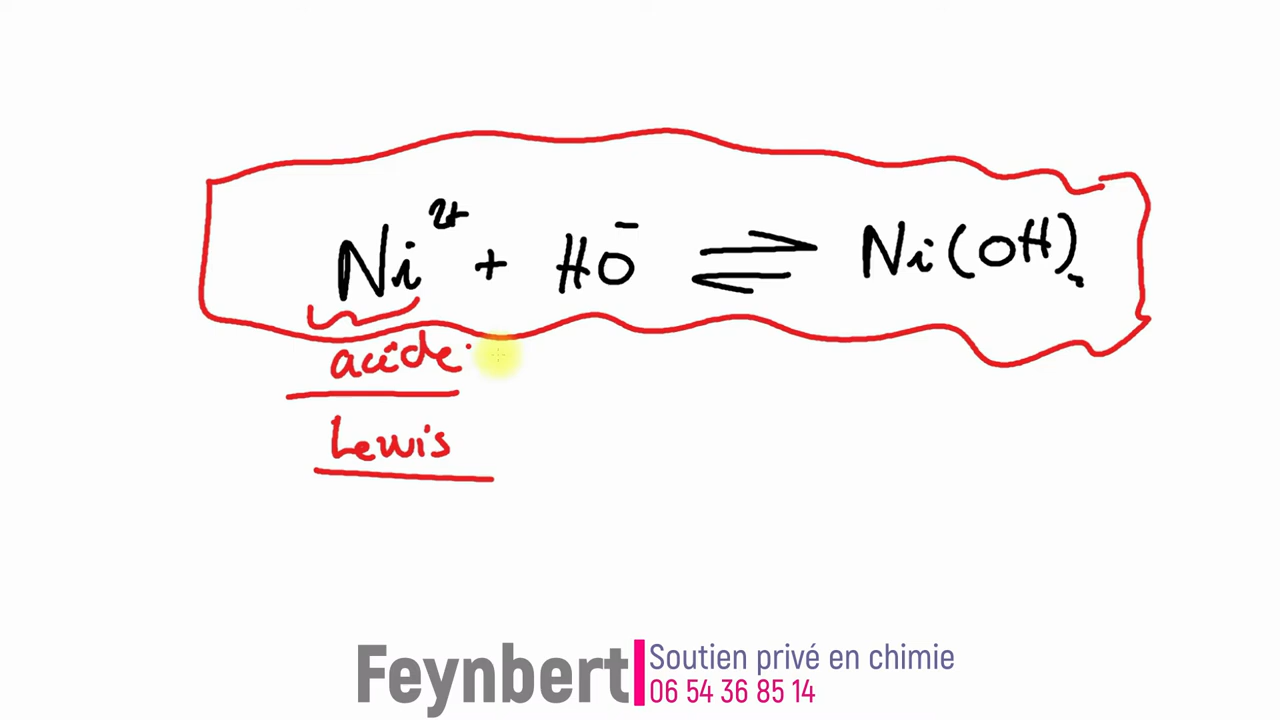 Ni²⁺ + HO⁻ ⇌ Ni(OH)₂
acide
Lewis
Feynbert
Soutien privé en chimie
06 54 36 85 14